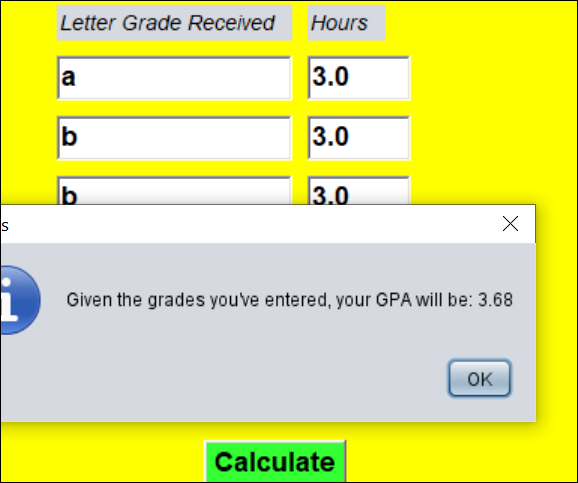 Letter Grade Received Hours
a 3.0
b 3.0
b 3.0
s
Given the grades you've entered, your GPA will be: 3.68
OK
Calculate